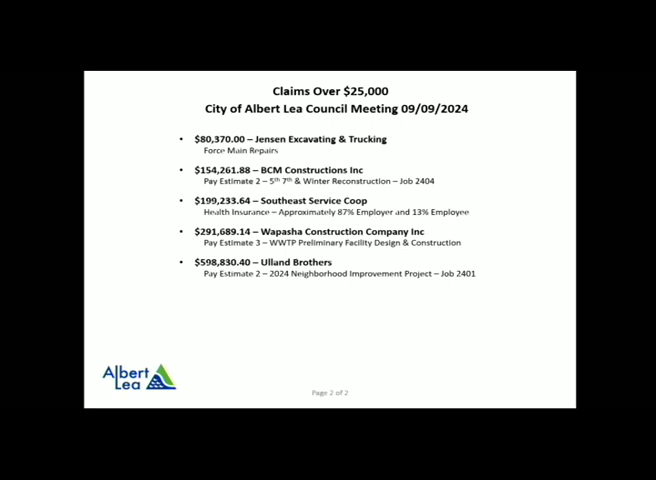 Claims Over $25,000
City of Albert Lea Council Meeting 09/09/2024
• $80,370.00 – Jensen Excavating & Trucking
Force Main Repairs
• $154,261.88 – BCM Constructions Inc
Pay Estimate 2 – 5th 7th & Winter Reconstruction – Job 2404
• $199,233.64 – Southeast Service Coop
Health Insurance – Approximately 87% Employer and 13% Employee
• $291,689.14 – Wapasha Construction Company Inc
Pay Estimate 3 – WWTP Preliminary Facility Design & Construction
• $598,830.40 – Ulland Brothers
Pay Estimate 2 – 2024 Neighborhood Improvement Project – Job 2401
Albert
Lea
Page 2 of 2